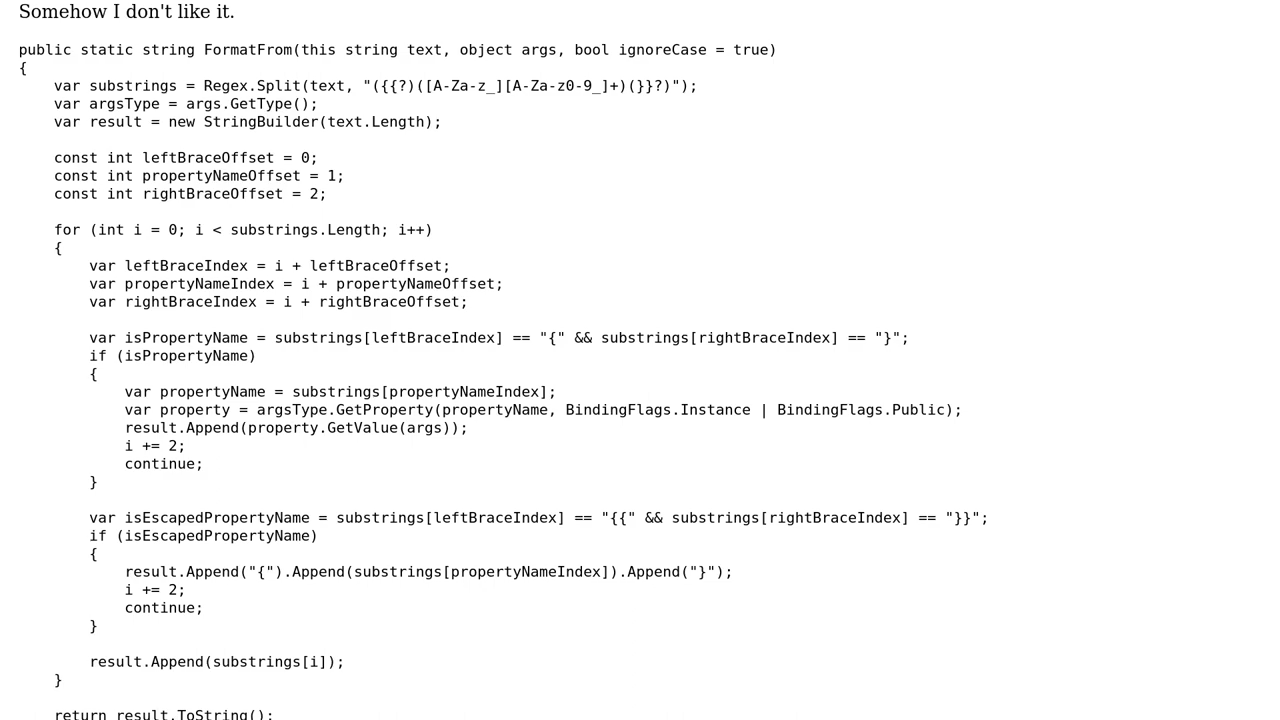 Somehow I don't like it.
public static string FormatFrom(this string text, object args, bool ignoreCase = true)
{
    var substrings = Regex.Split(text, "({{?)([A-Za-z_][A-Za-z0-9_]+)(}}?)");
    var argsType = args.GetType();
    var result = new StringBuilder(text.Length);

    const int leftBraceOffset = 0;
    const int propertyNameOffset = 1;
    const int rightBraceOffset = 2;

    for (int i = 0; i < substrings.Length; i++)
    {
        var leftBraceIndex = i + leftBraceOffset;
        var propertyNameIndex = i + propertyNameOffset;
        var rightBraceIndex = i + rightBraceOffset;

        var isPropertyName = substrings[leftBraceIndex] == "{" && substrings[rightBraceIndex] == "}";
        if (isPropertyName)
        {
            var propertyName = substrings[propertyNameIndex];
            var property = argsType.GetProperty(propertyName, BindingFlags.Instance | BindingFlags.Public);
            result.Append(property.GetValue(args));
            i += 2;
            continue;
        }

        var isEscapedPropertyName = substrings[leftBraceIndex] == "{{" && substrings[rightBraceIndex] == "}}";
        if (isEscapedPropertyName)
        {
            result.Append("{").Append(substrings[propertyNameIndex]).Append("}");
            i += 2;
            continue;
        }

        result.Append(substrings[i]);
    }

    return result.ToString();